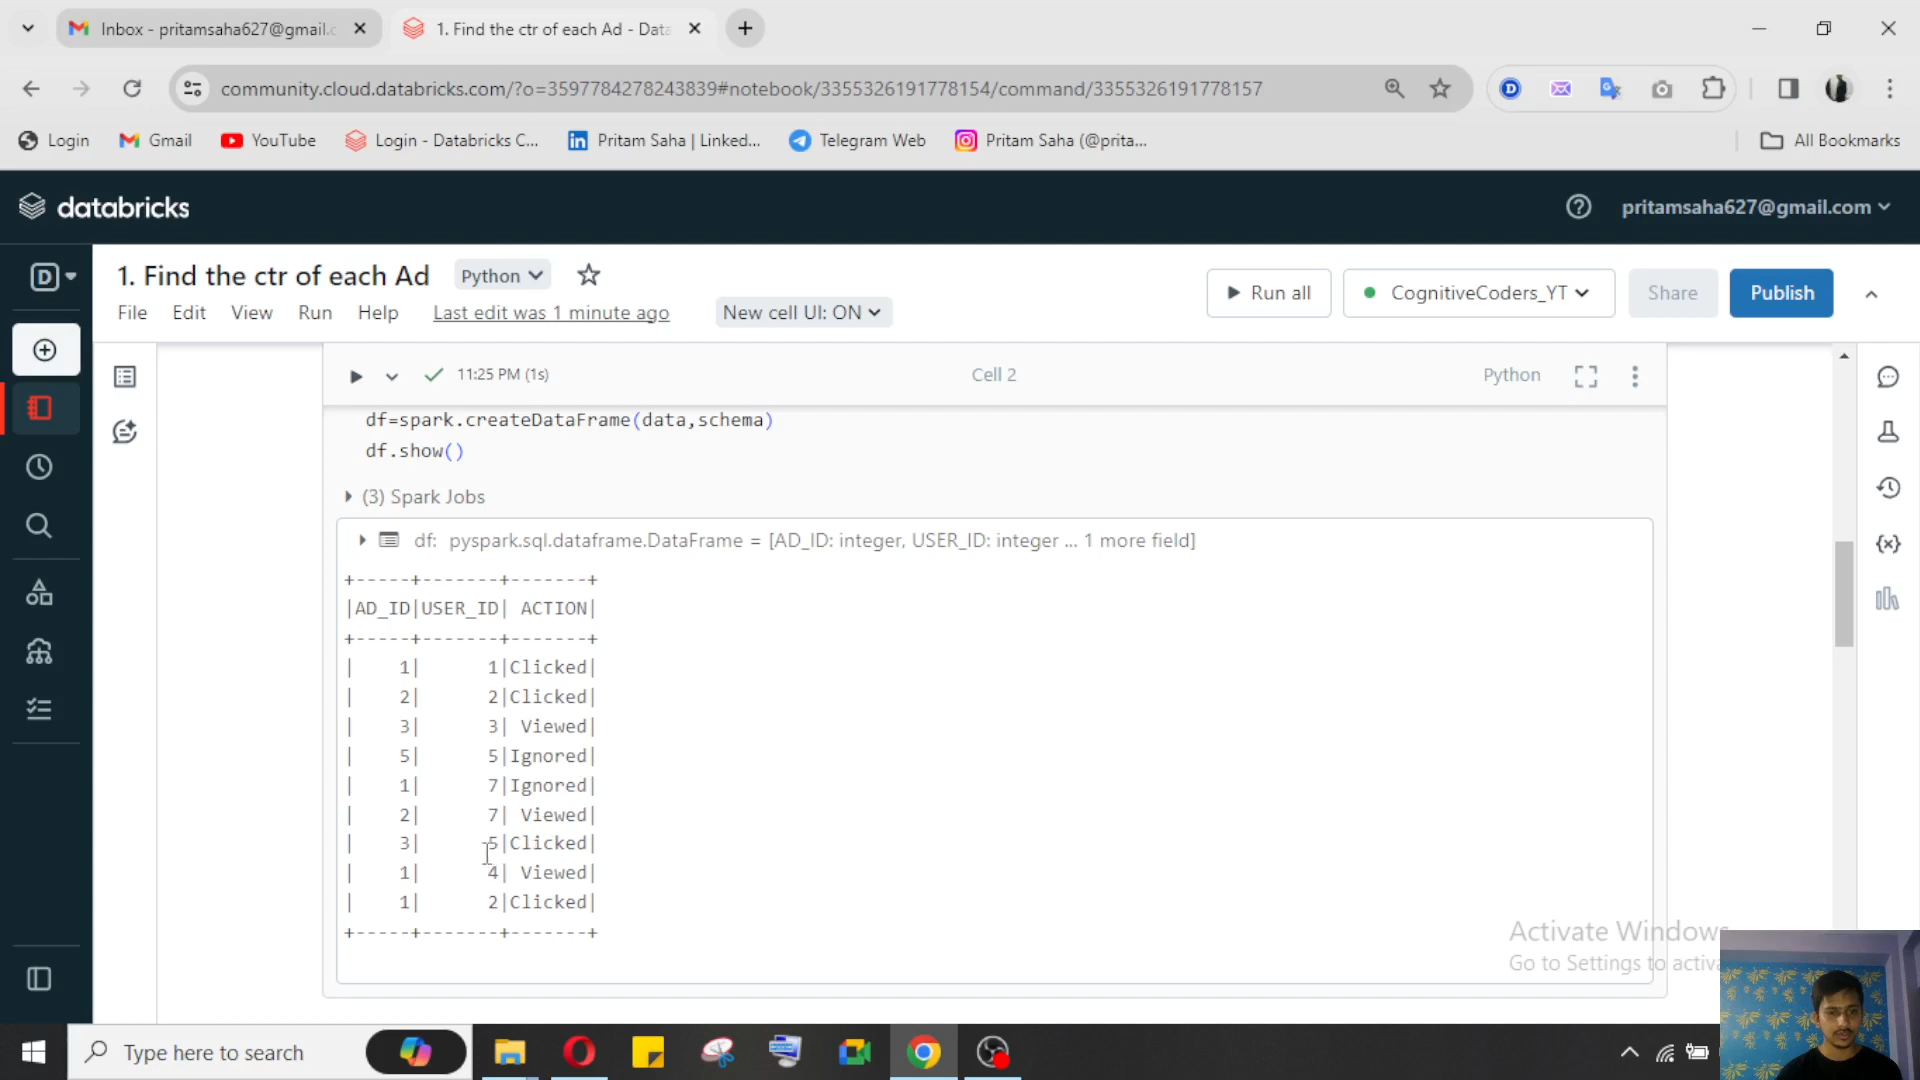 Inbox - pritamsaha627@gmail.c
1. Find the ctr of each Ad - Data
community.cloud.databricks.com/?o=3597784278243839#notebook/3355326191778154/command/3355326191778157
Login
Gmail
YouTube
Login - Databricks C...
Pritam Saha | Linked...
Telegram Web
Pritam Saha (@prita...
All Bookmarks
databricks
pritamsaha627@gmail.com
D
1. Find the ctr of each Ad
Python
File Edit View Run Help Last edit was 1 minute ago
New cell UI: ON
Run all
CognitiveCoders_YT
Share
Publish
11:25 PM (1s)
Cell 2
Python
df=spark.createDataFrame(data,schema)
df.show()
(3) Spark Jobs
df: pyspark.sql.dataframe.DataFrame = [AD_ID: integer, USER_ID: integer ... 1 more field]
+-----+-------+-------+
|AD_ID|USER_ID| ACTION|
+-----+-------+-------+
|    1|      1|Clicked|
|    2|      2|Clicked|
|    3|      3| Viewed|
|    5|      5|Ignored|
|    1|      7|Ignored|
|    2|      7| Viewed|
|    3|      5|Clicked|
|    1|      4| Viewed|
|    1|      2|Clicked|
+-----+-------+-------+
Activate Windows
Go to Settings to activa
Type here to search